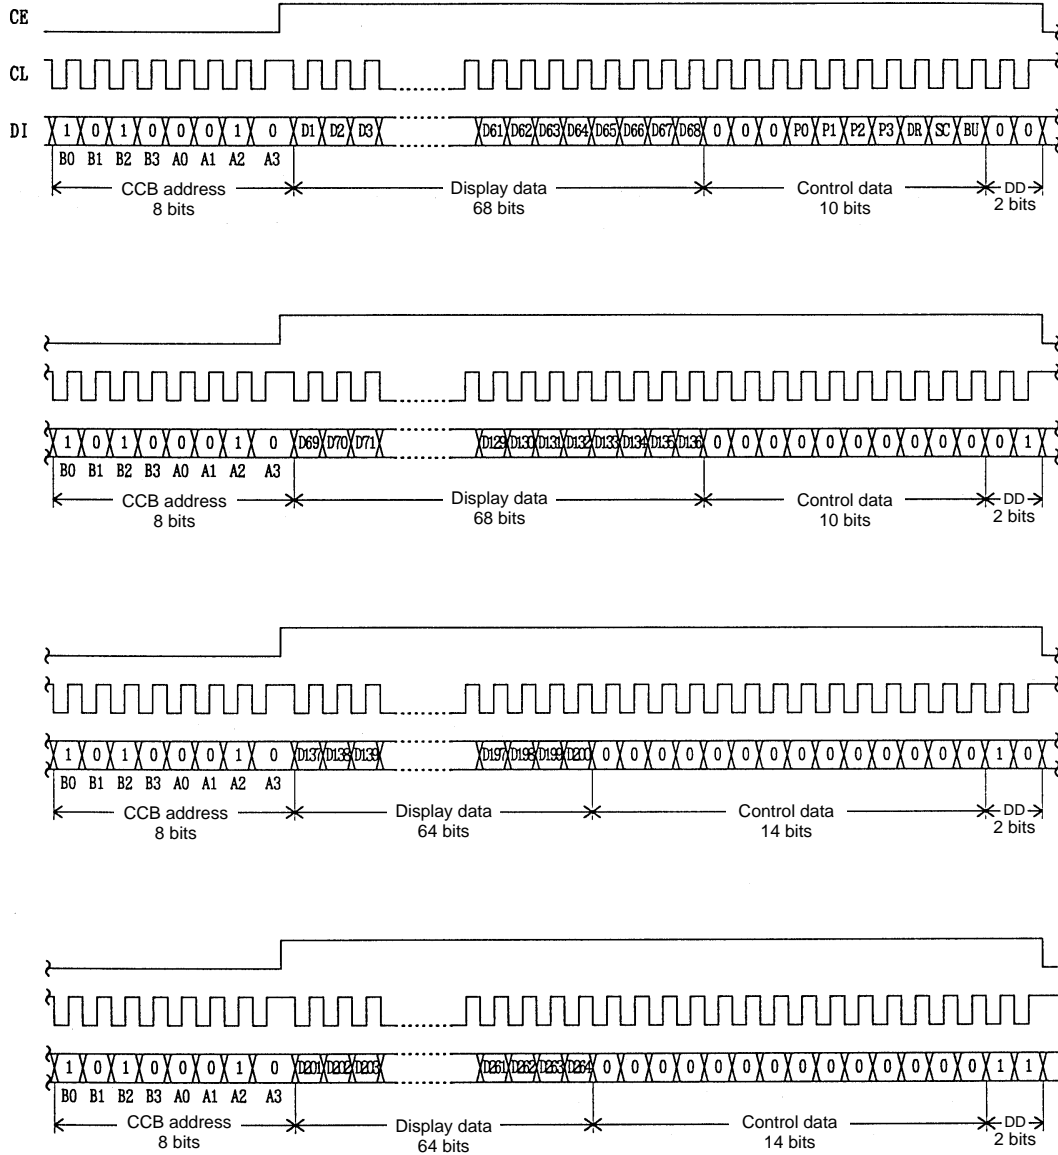 CE
CL
DI 1 0 1 0 0 0 1 0 D1 D2 D3 D61 D62 D63 D64 D65 D66 D67 D68 0 0 0 P0 P1 P2 P3 DR SC BU 0 0
B0 B1 B2 B3 A0 A1 A2 A3
CCB address Display data Control data DD
8 bits 68 bits 10 bits 2 bits
1 0 1 0 0 0 1 0 D69 D70 D71 D129 D130 D131 D132 D133 D134 D135 D136 0 0 0 0 0 0 0 0 0 0 0 1
B0 B1 B2 B3 A0 A1 A2 A3
CCB address Display data Control data DD
8 bits 68 bits 10 bits 2 bits
1 0 1 0 0 0 1 0 D137 D138 D139 D197 D198 D199 D200 0 0 0 0 0 0 0 0 0 0 0 0 0 0 1 0
B0 B1 B2 B3 A0 A1 A2 A3
CCB address Display data Control data DD
8 bits 64 bits 14 bits 2 bits
1 0 1 0 0 0 1 0 D201 D202 D203 D261 D262 D263 D264 0 0 0 0 0 0 0 0 0 0 0 0 0 0 1 1
B0 B1 B2 B3 A0 A1 A2 A3
CCB address Display data Control data DD
8 bits 64 bits 14 bits 2 bits